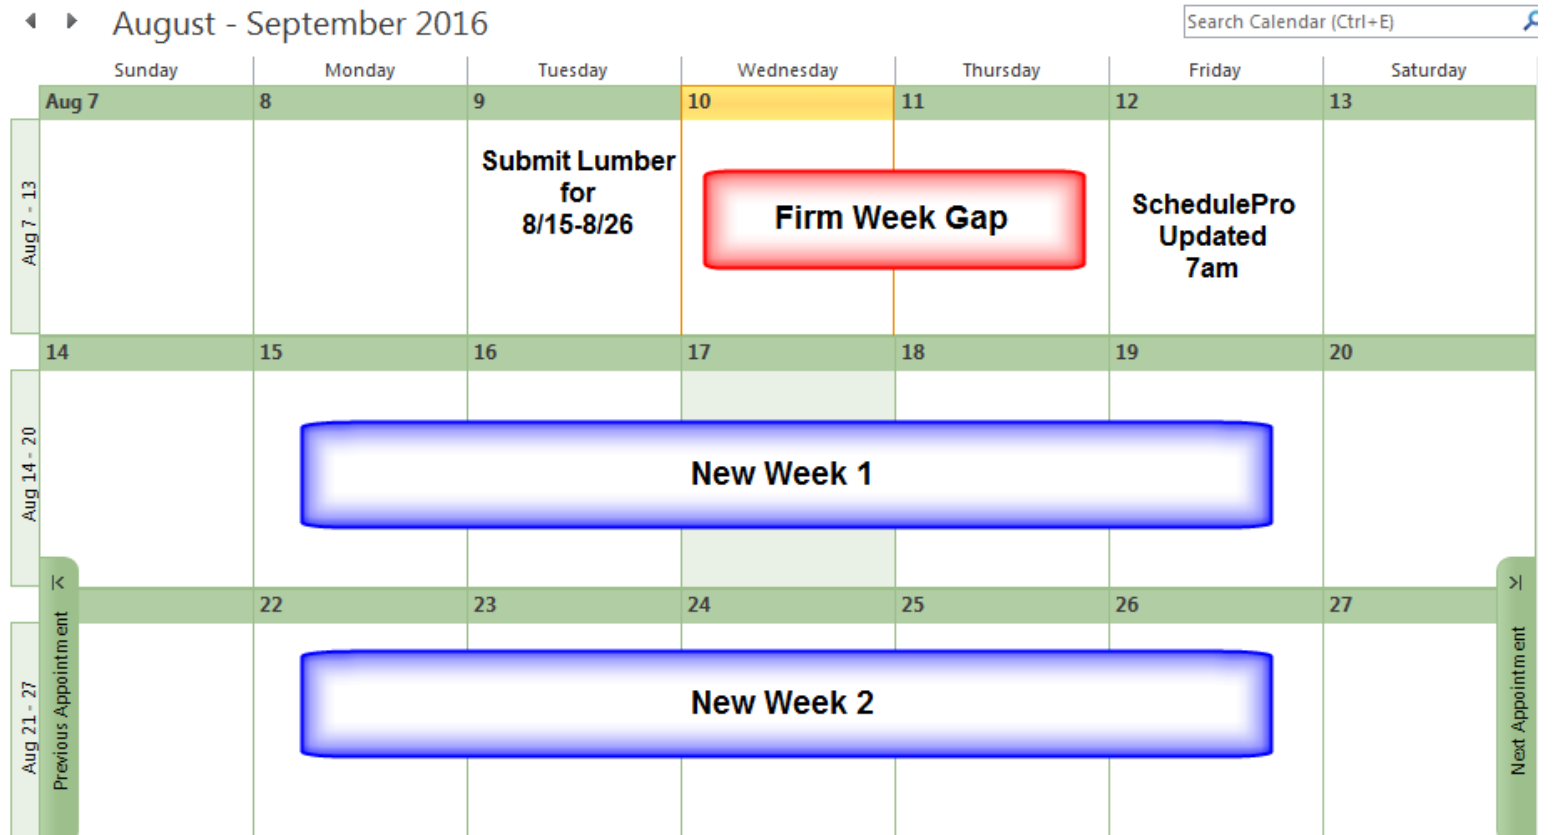 August - September 2016
Search Calendar (Ctrl+E)
Sunday Monday Tuesday Wednesday Thursday Friday Saturday
Aug 7 8 9 10 11 12 13
Aug 7 - 13
Submit Lumber
for
8/15-8/26
Firm Week Gap
SchedulePro
Updated
7am
14 15 16 17 18 19 20
Aug 14 - 20
New Week 1
22 23 24 25 26 27
Aug 21 - 27
Previous Appointment
New Week 2
Next Appointment